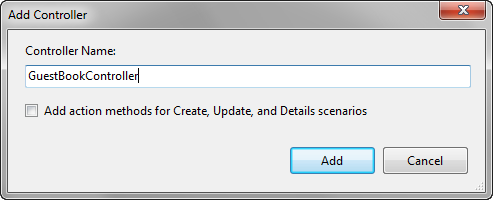 Add Controller
Controller Name:
GuestBookController
Add action methods for Create, Update, and Details scenarios
Add
Cancel